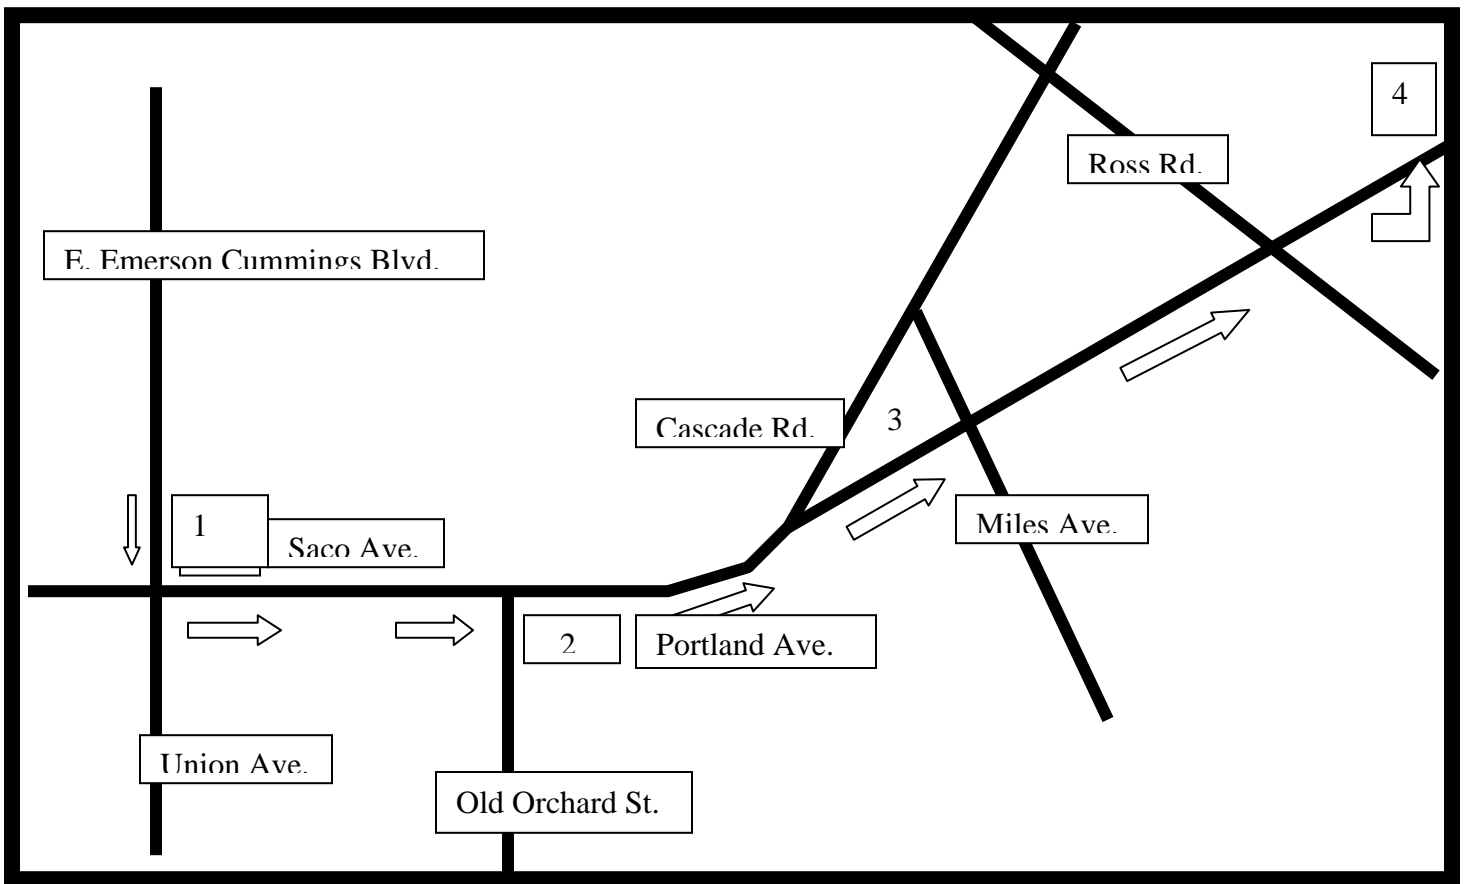 4
Ross Rd.
E. Emerson Cummings Blvd.
Cascade Rd.
3
1
Saco Ave.
Miles Ave.
2
Portland Ave.
Union Ave.
Old Orchard St.